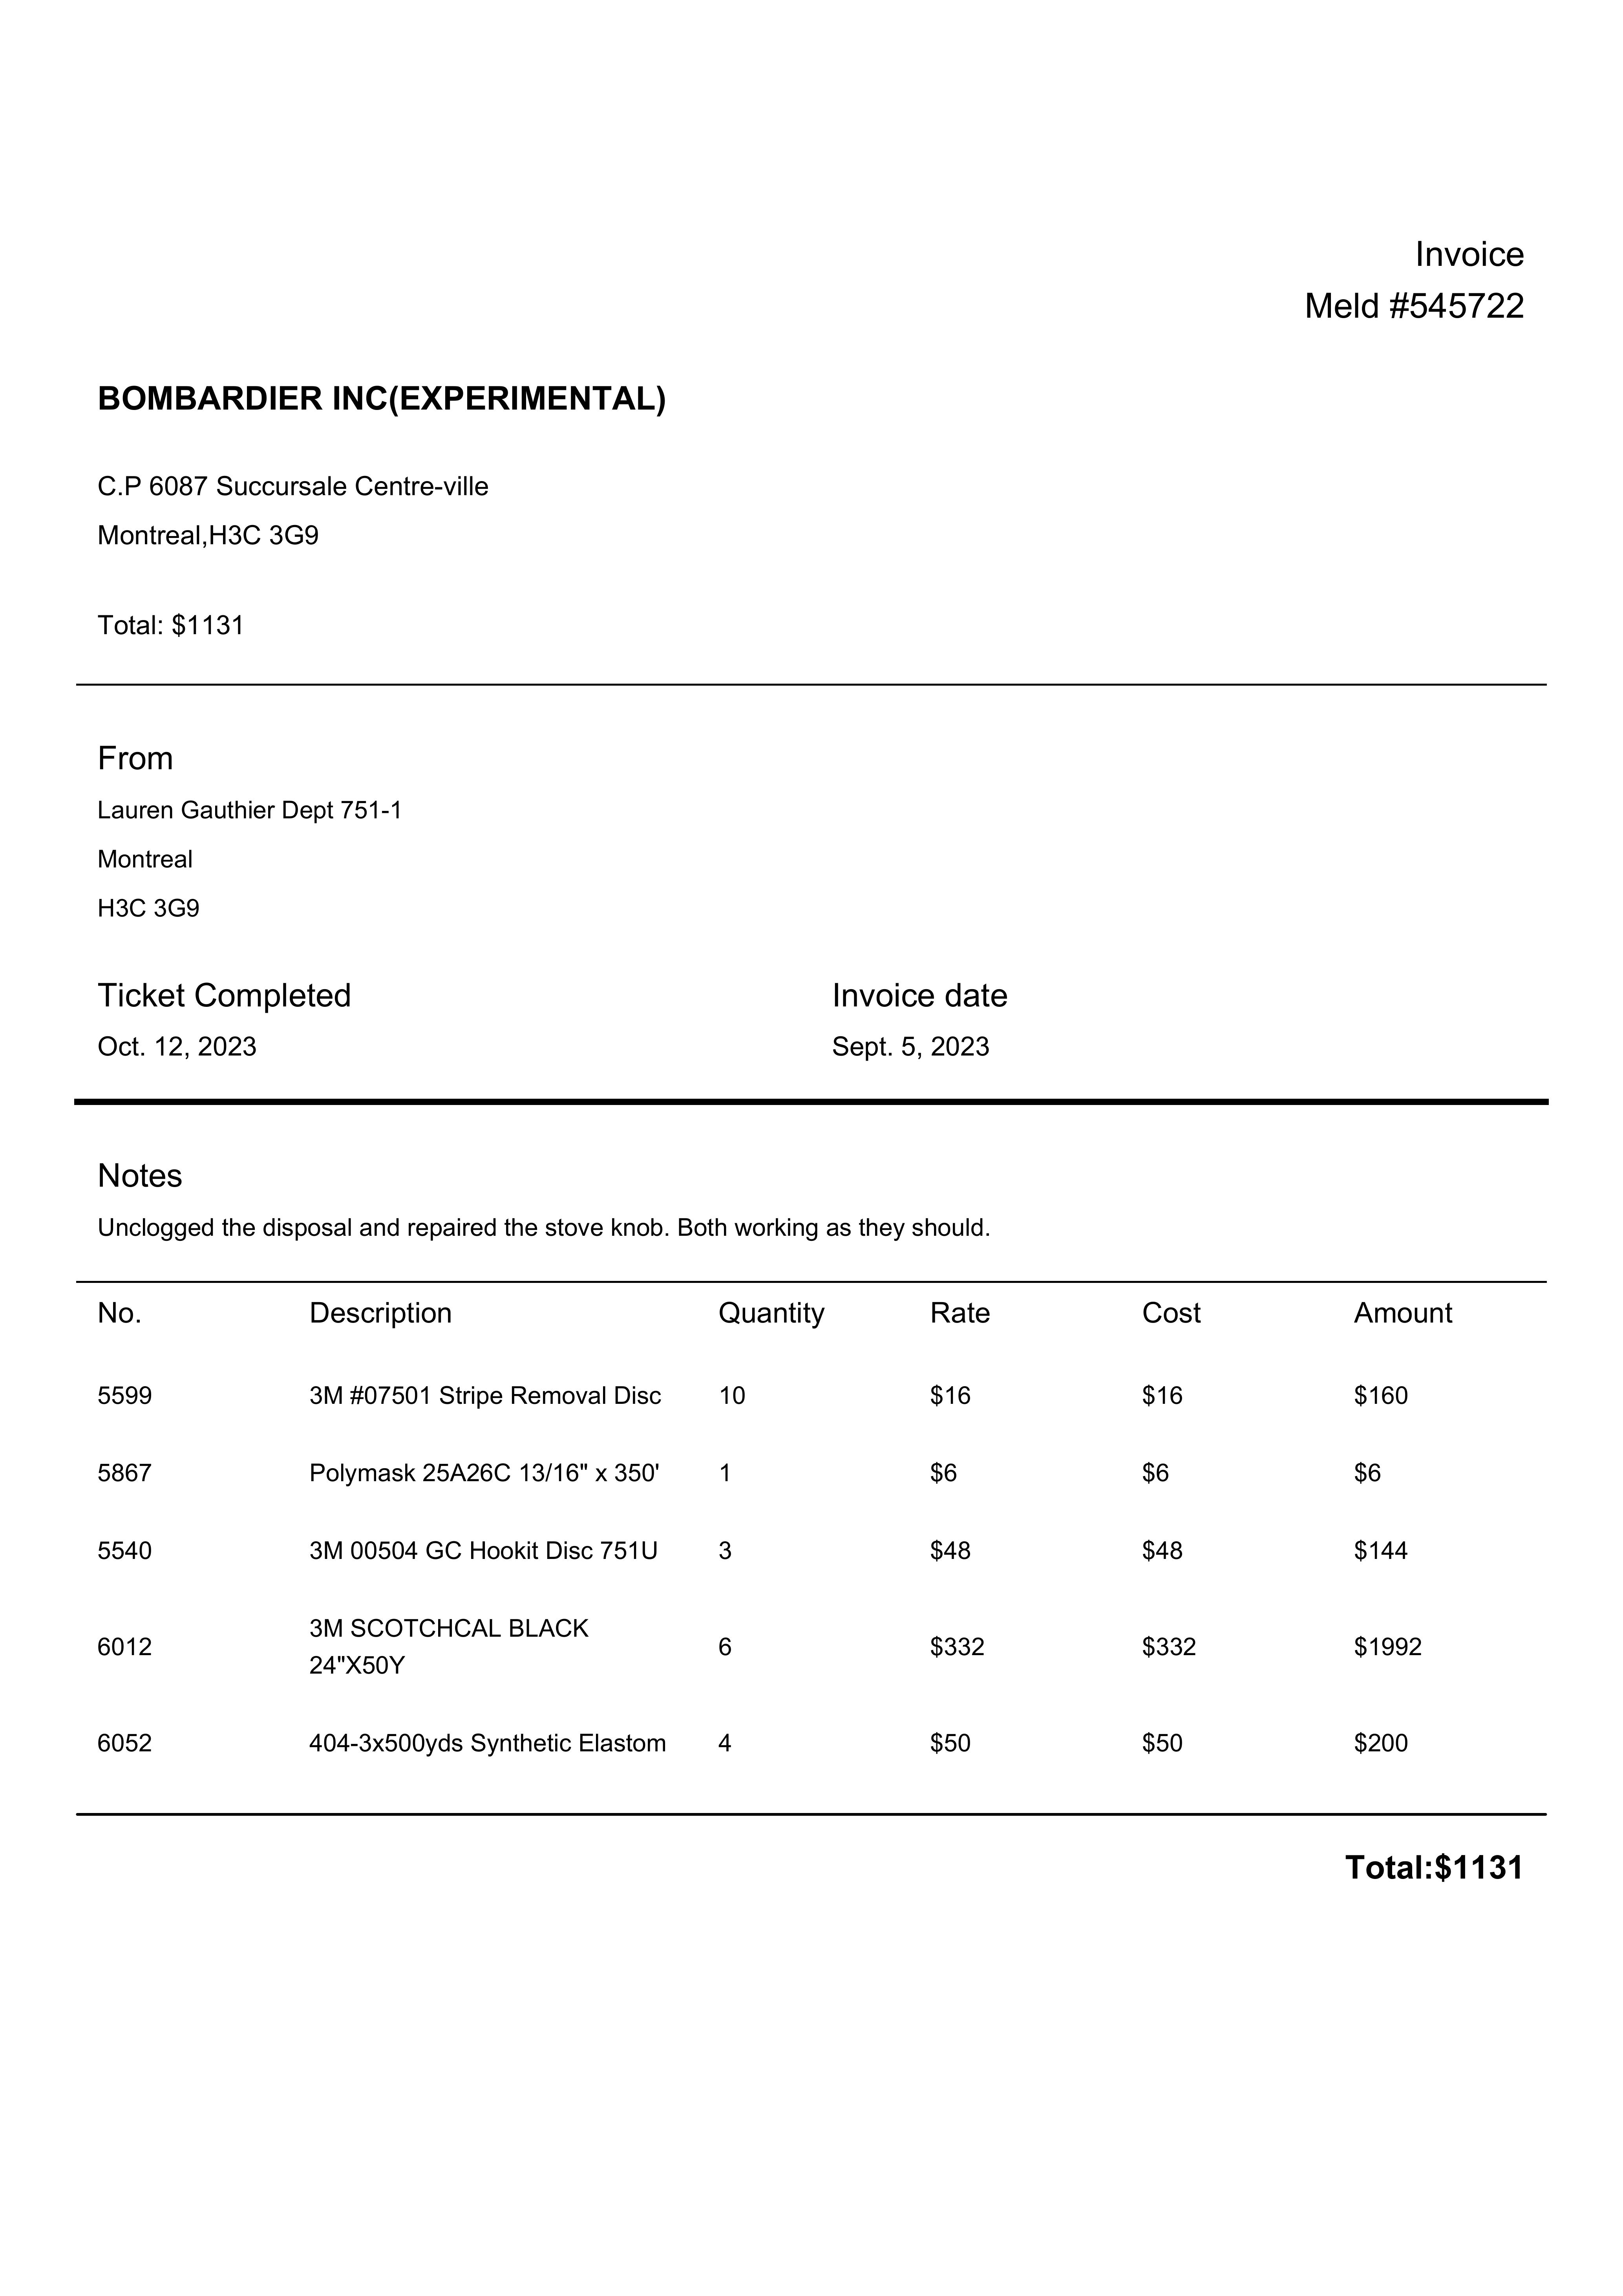 Invoice
Meld #545722
BOMBARDIER INC(EXPERIMENTAL)
C.P 6087 Succursale Centre-ville
Montreal,H3C 3G9
Total: $1131
From
Lauren Gauthier Dept 751-1
Montreal
H3C 3G9
Ticket Completed Invoice date
Oct. 12, 2023 Sept. 5, 2023
Notes
Unclogged the disposal and repaired the stove knob. Both working as they should.
No. Description Quantity Rate Cost Amount
5599 3M #07501 Stripe Removal Disc 10 $16 $16 $160
5867 Polymask 25A26C 13/16" x 350' 1 $6 $6 $6
5540 3M 00504 GC Hookit Disc 751U 3 $48 $48 $144
6012 3M SCOTCHCAL BLACK 6 $332 $332 $1992
24"X50Y
6052 404-3x500yds Synthetic Elastom 4 $50 $50 $200
Total:$1131